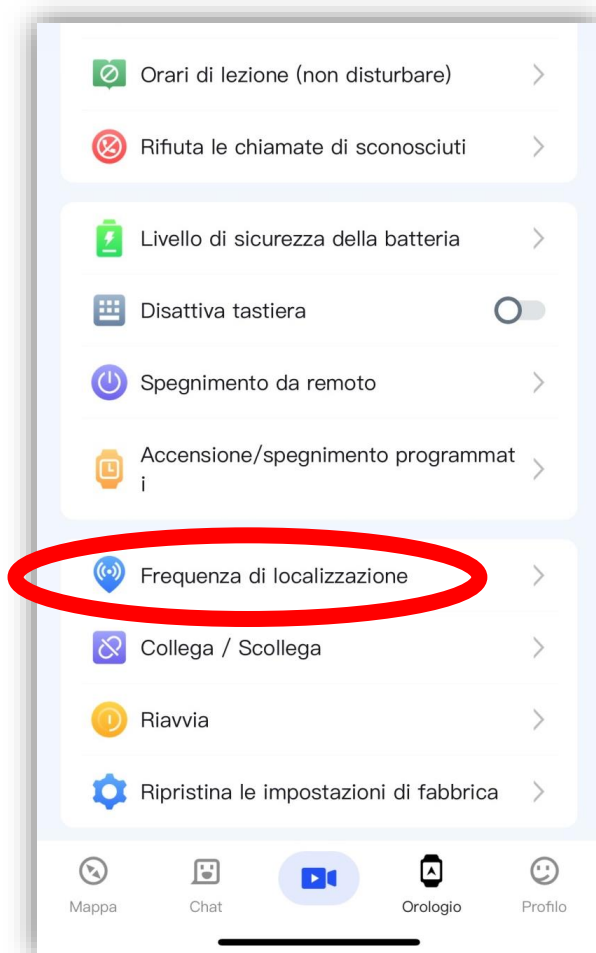 Orari di lezione (non disturbare)
Rifiuta le chiamate di sconosciuti
Livello di sicurezza della batteria
Disattiva tastiera
Spegnimento da remoto
Accensione/spegnimento programmat
i
Frequenza di localizzazione
Collega / Scollega
Riavvia
Ripristina le impostazioni di fabbrica
Mappa
Chat
Orologio
Profilo